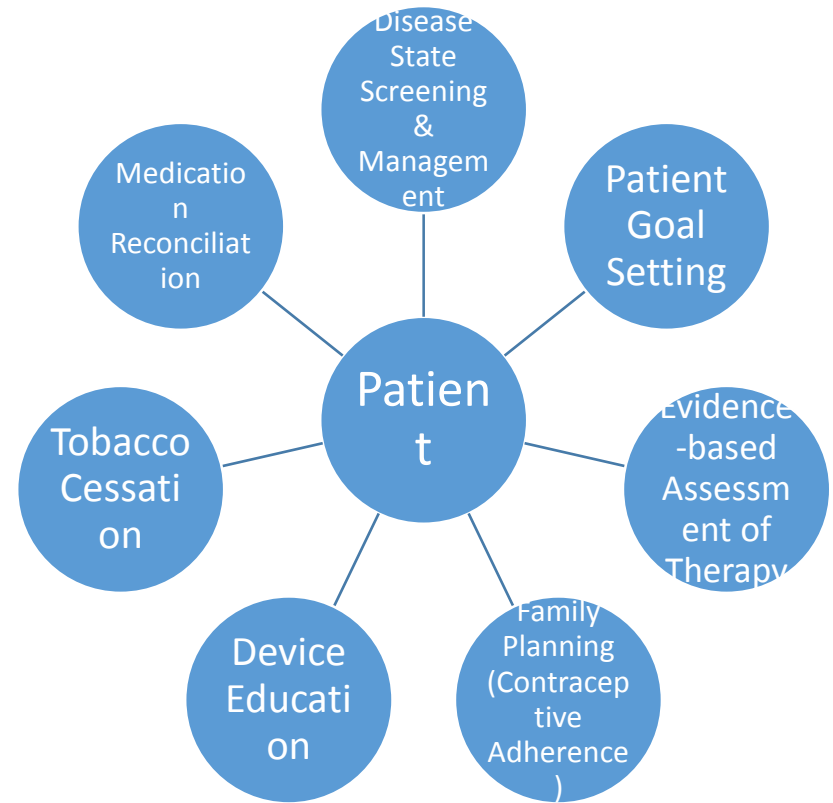 Disease
State
Screening
&
Managem
ent
Patient
Goal
Setting
Evidence
-based
Assessm
ent of
Therapy
Family
Planning
(Contracep
tive
Adherence
)
Device
Educati
on
Tobacco
Cessati
on
Medicatio
n
Reconciliat
ion
Patien
t